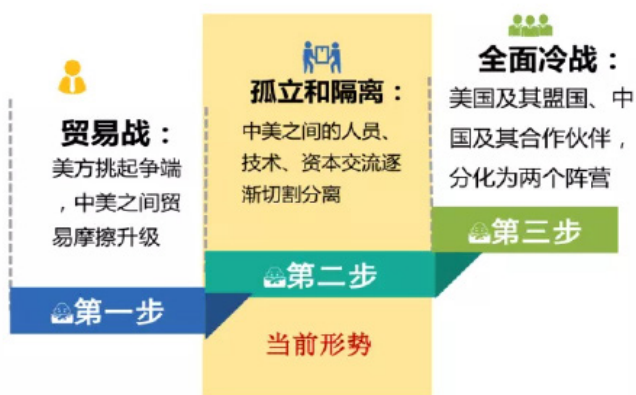 贸易战：
美方挑起争端
，中美之间贸
易摩擦升级
第一步
孤立和隔离：
中美之间的人员、
技术、资本交流逐
渐切割分离
第二步
当前形势
全面冷战：
美国及其盟国、中
国及其合作伙伴，
分化为两个阵营
第三步